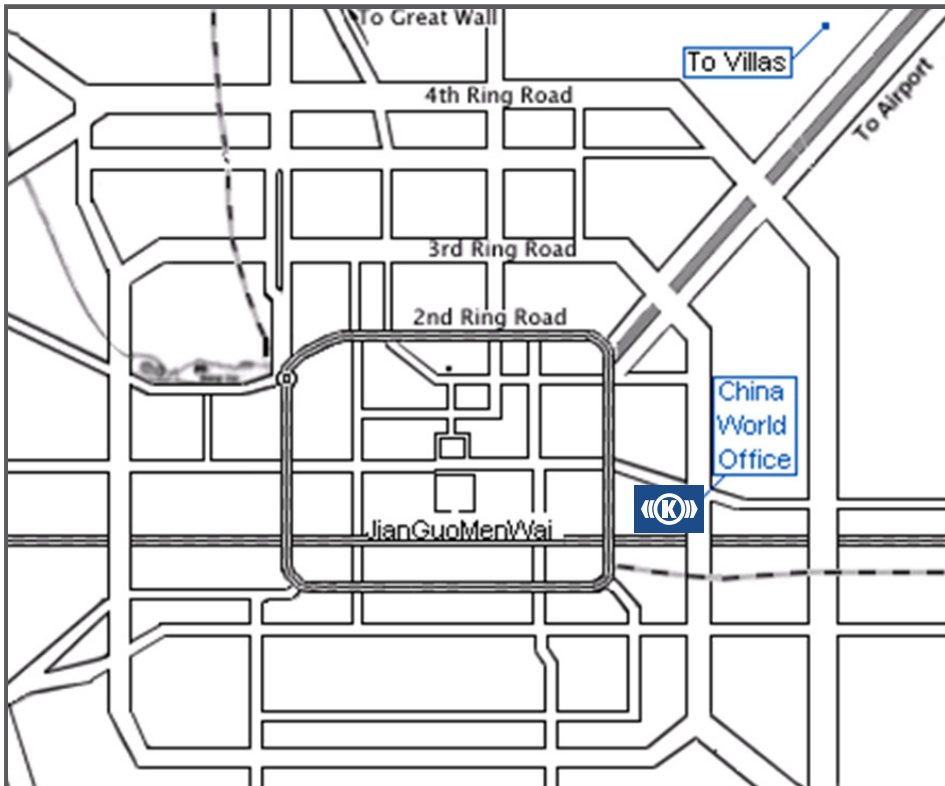 To Great Wall
To Villas
To Airport
4th Ring Road
3rd Ring Road
2nd Ring Road
China
World
Office
K
JianGuoMenWai